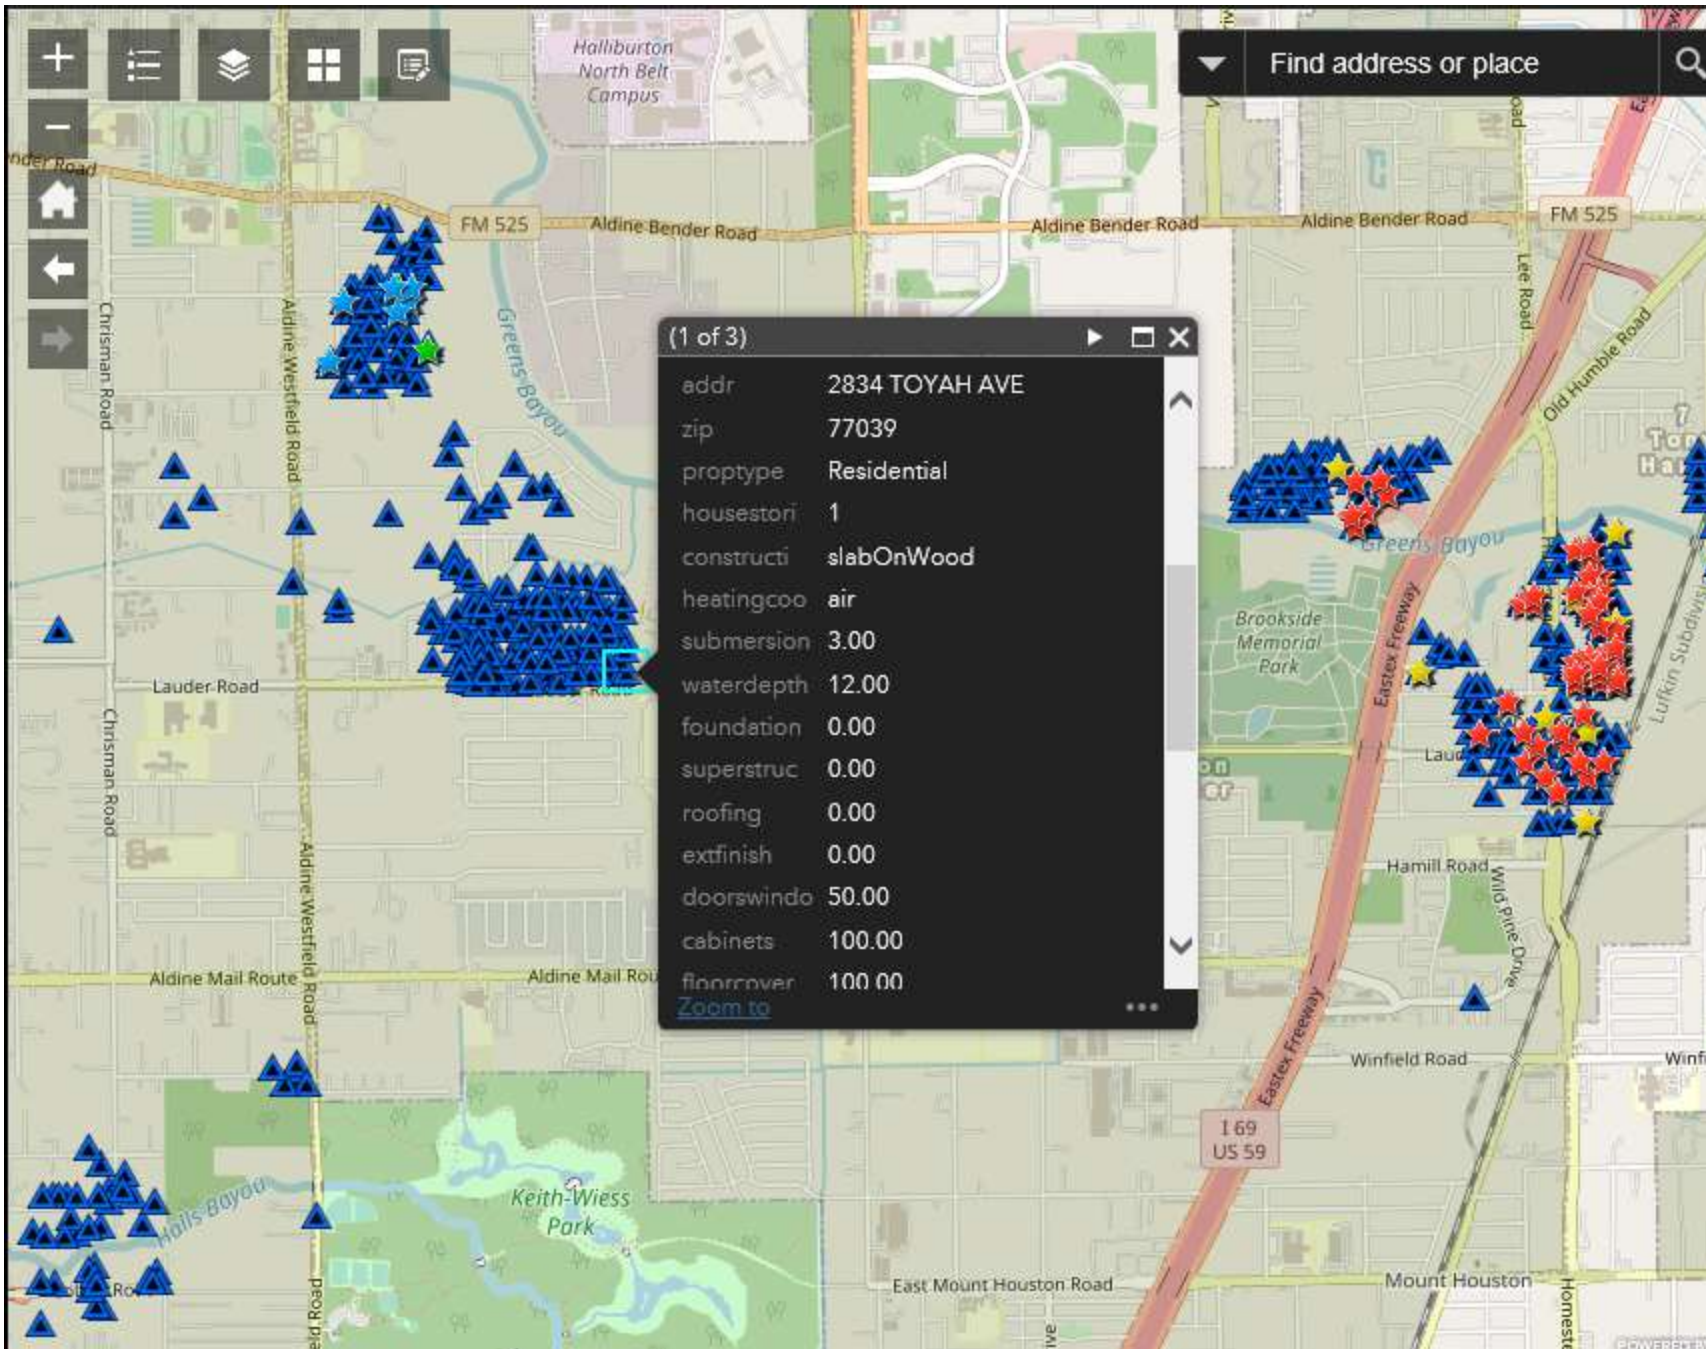 Halliburton
North Belt
Campus
Find address or place
FM 525
Aldine Bender Road
Aldine Bender Road
Aldine Bender Road
FM 525
Lee Road
Old Humble Road
Chrisman Road
Aldine Westfield Road
Greens Bayou
(1 of 3)
addr 2834 TOYAH AVE
zip 77039
proptype Residential
housestori 1
constructi slabOnWood
heatingcoo air
submersion 3.00
waterdepth 12.00
foundation 0.00
superstruc 0.00
roofing 0.00
extfinish 0.00
doorswindo 50.00
cabinets 100.00
floorcover 100.00
Zoom to
Greens Bayou
Brookside
Memorial
Park
Eastex Freeway
Lufkin Subdivisi
Lauder Road
Chrisman Road
Aldine Westfield Road
Hamill Road
Wild Pine Drive
Aldine Mail Route
Aldine Mail Rou
Eastex Freeway
Winfield Road
Winfi
I 69
US 59
Halls Bayou
Keith-Wiess
Park
East Mount Houston Road
Mount Houston
Homeste